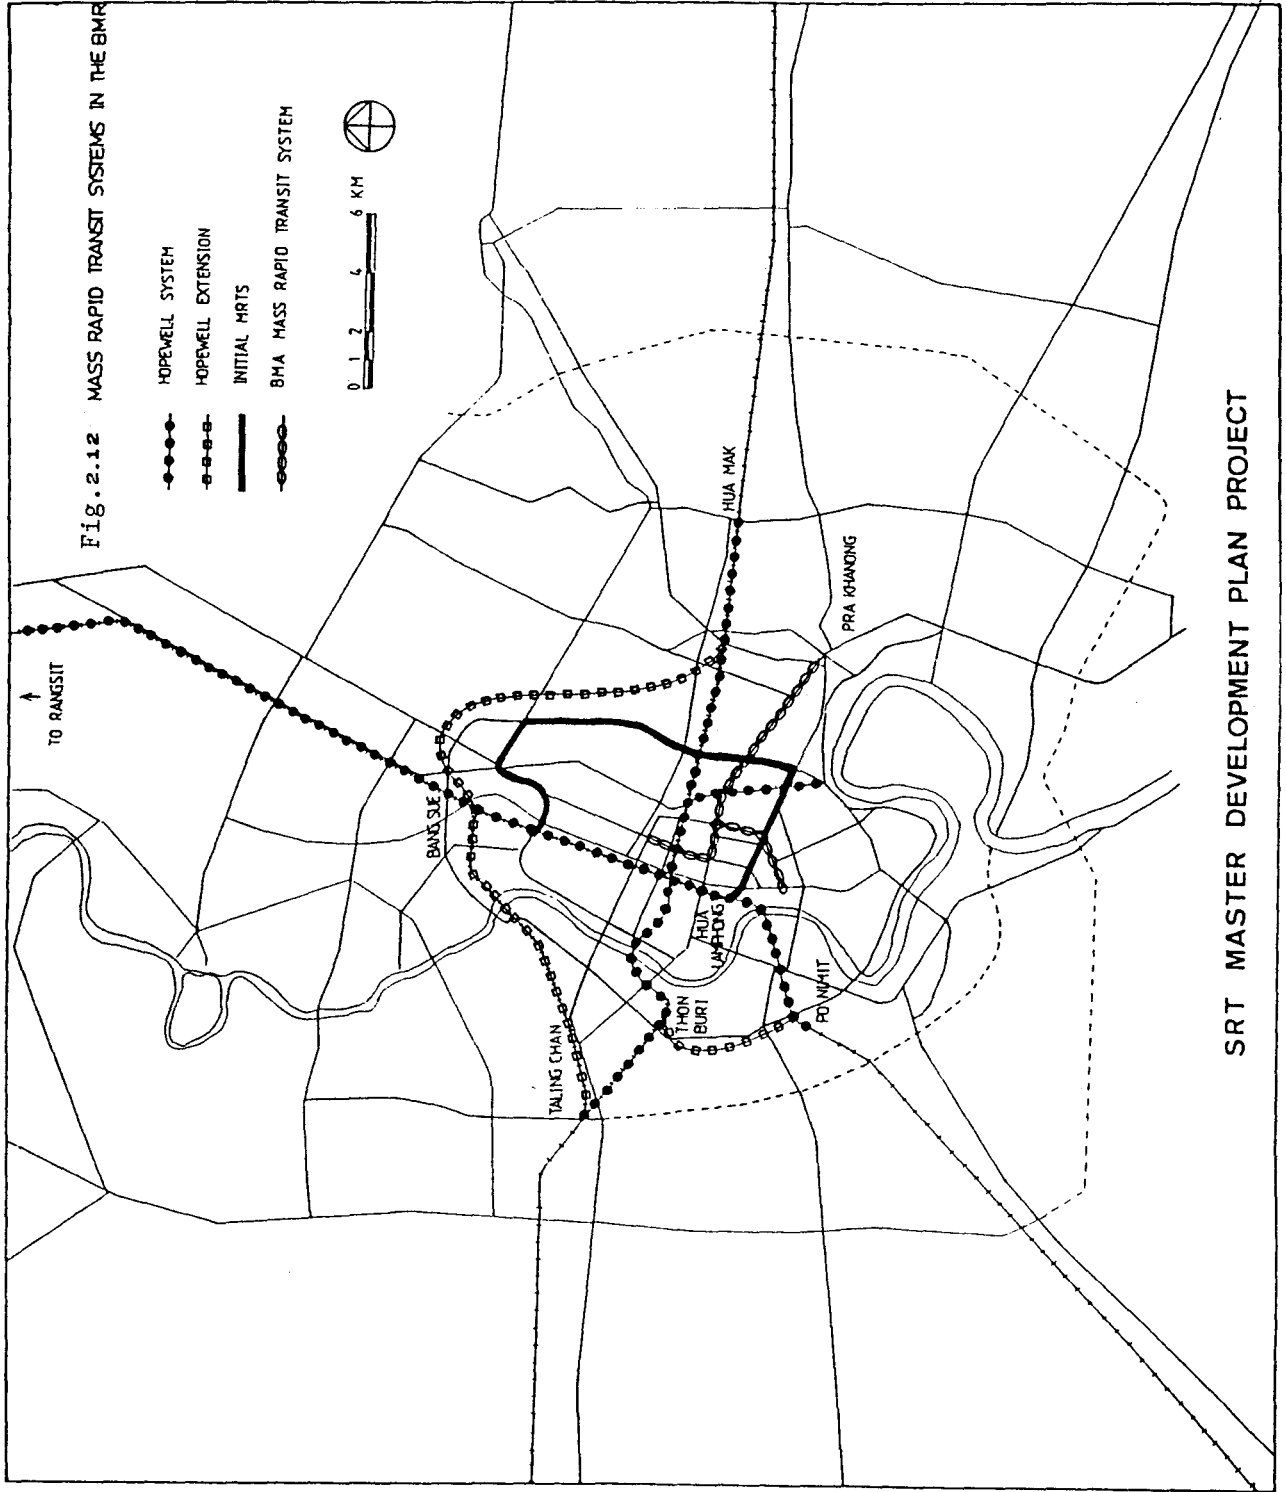 Fig.2.12 MASS RAPID TRANSIT SYSTEMS IN THE BMR
HOPEWELL SYSTEM
HOPEWELL EXTENSION
INITIAL MRTS
BMA MASS RAPID TRANSIT SYSTEM
0 1 2 4 6 KM
TO RANGSIT
BANG SUE
TALING CHAN
THON
BURI
HUA
LAMPHONG
PO NIMIT
HUA MAK
PRA KHANONG
SRT MASTER DEVELOPMENT PLAN PROJECT